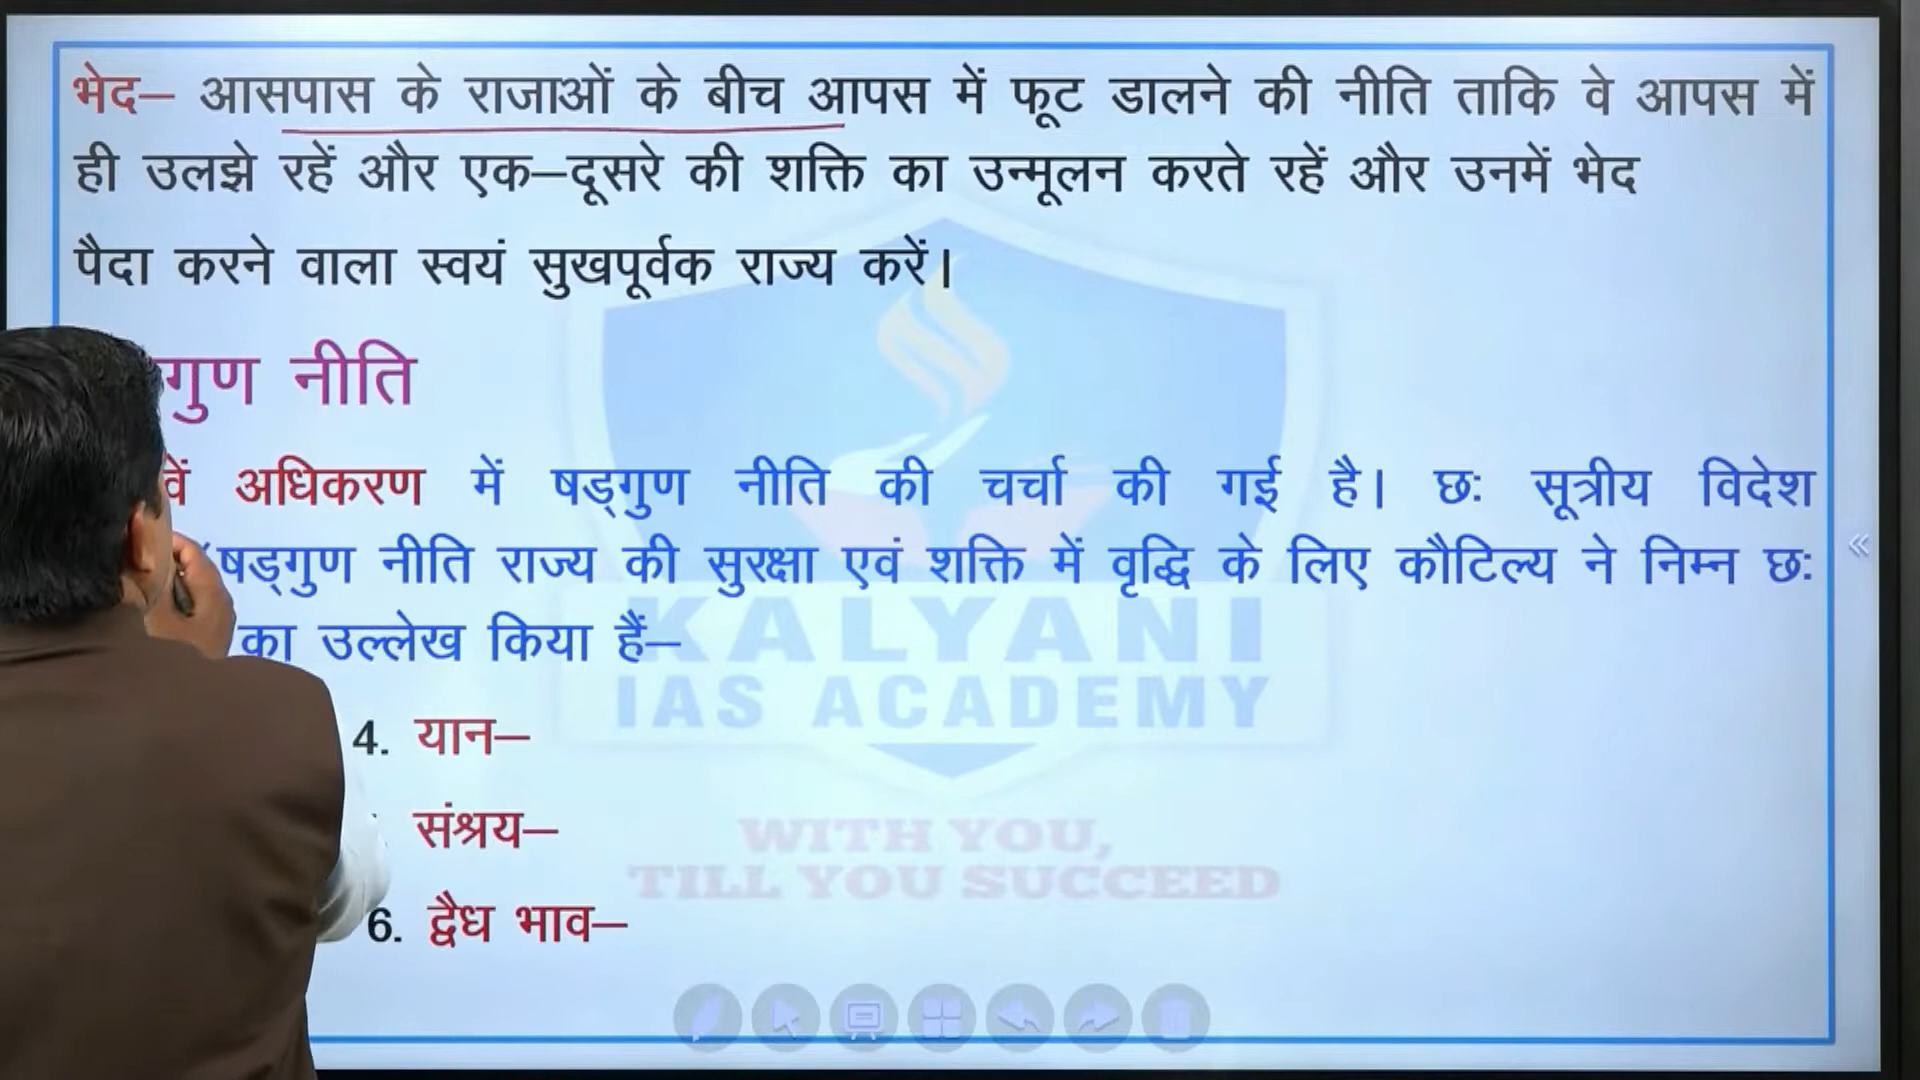 भेद– आसपास के राजाओं के बीच आपस में फूट डालने की नीति ताकि वे आपस में
ही उलझे रहें और एक–दूसरे की शक्ति का उन्मूलन करते रहें और उनमें भेद
पैदा करने वाला स्वयं सुखपूर्वक राज्य करें।
गुण नीति
वें अधिकरण में षड्गुण नीति की चर्चा की गई है। छः सूत्रीय विदेश
षड्गुण नीति राज्य की सुरक्षा एवं शक्ति में वृद्धि के लिए कौटिल्य ने निम्न छः
का उल्लेख किया हैं–
KALYANI
IAS ACADEMY
4. यान–
WITH YOU,
संश्रय–
TILL YOU SUCCEED
6. द्वैध भाव–